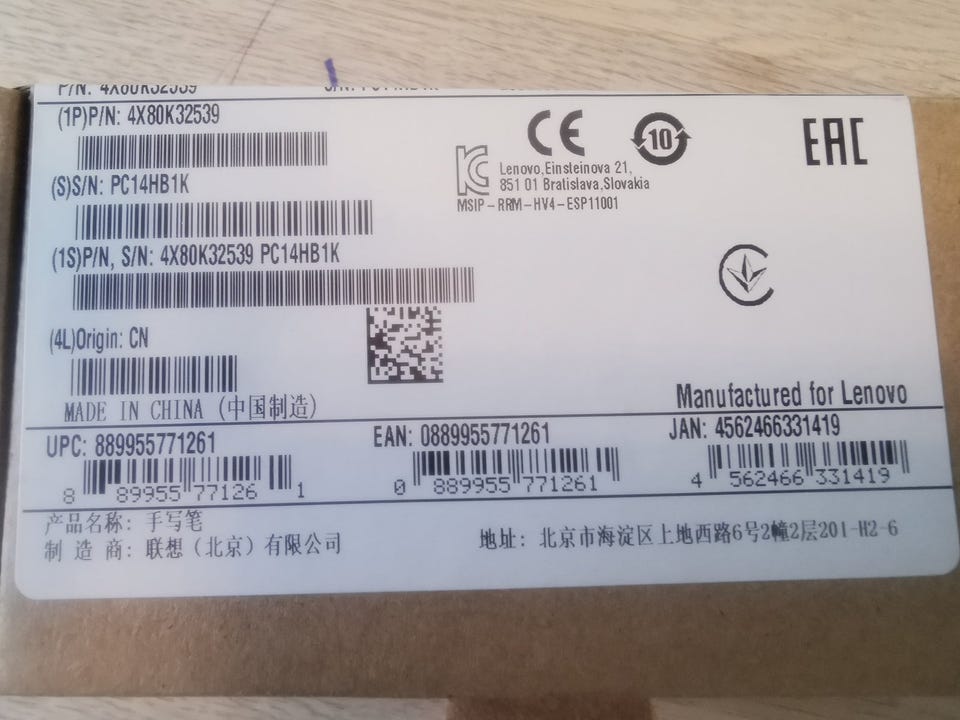 P/N: 4X80K32539
(1P)P/N: 4X80K32539
CE
10
EAC
Lenovo,Einsteinova 21,
851 01 Bratislava,Slovakia
MSIP-RRM-HV4-ESP11001
(S)S/N: PC14HB1K
(1S)P/N, S/N: 4X80K32539 PC14HB1K
(4L)Origin: CN
MADE IN CHINA (中国制造)
Manufactured for Lenovo
UPC: 889955771261
EAN: 0889955771261
JAN: 4562466331419
8 89955 77126 1
0 889955 771261
4 562466 331419
产品名称: 手写笔
制 造 商: 联想(北京)有限公司
地址: 北京市海淀区上地西路6号2幢2层201-H2-6